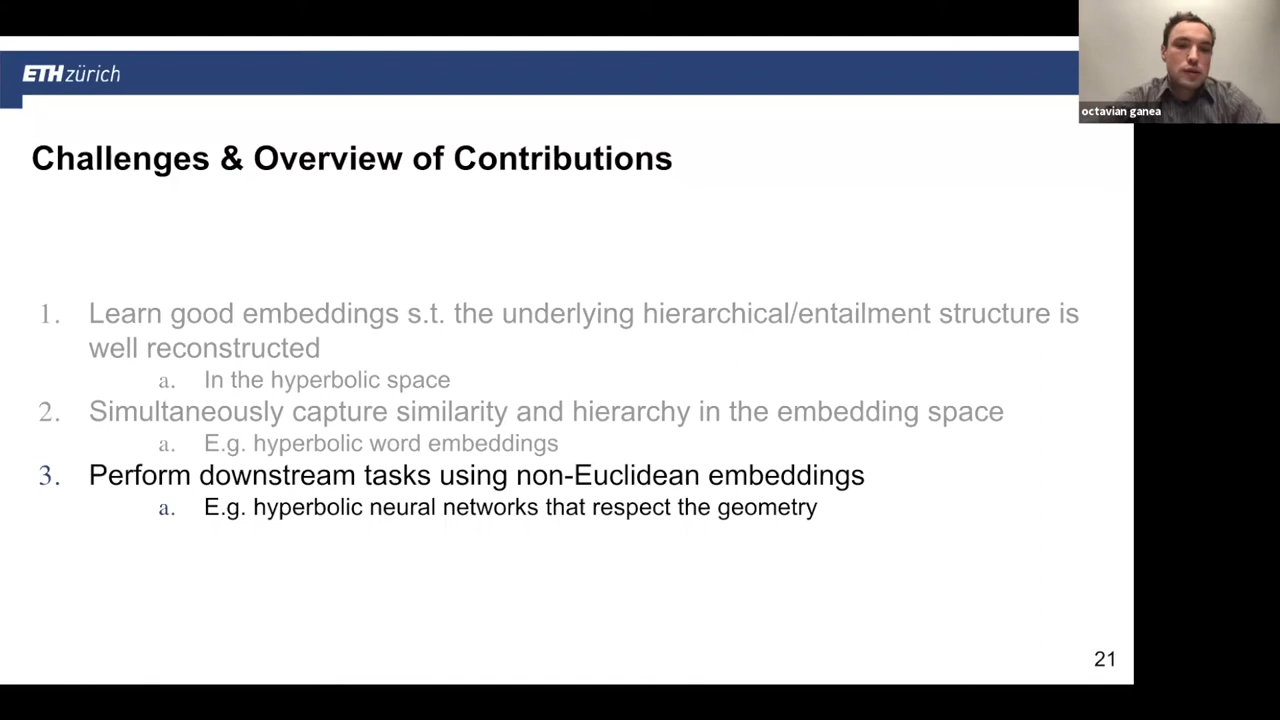 ETH zürich
octavian ganea
Challenges & Overview of Contributions
1. Learn good embeddings s.t. the underlying hierarchical/entailment structure is
well reconstructed
a. In the hyperbolic space
2. Simultaneously capture similarity and hierarchy in the embedding space
a. E.g. hyperbolic word embeddings
3. Perform downstream tasks using non-Euclidean embeddings
a. E.g. hyperbolic neural networks that respect the geometry
21